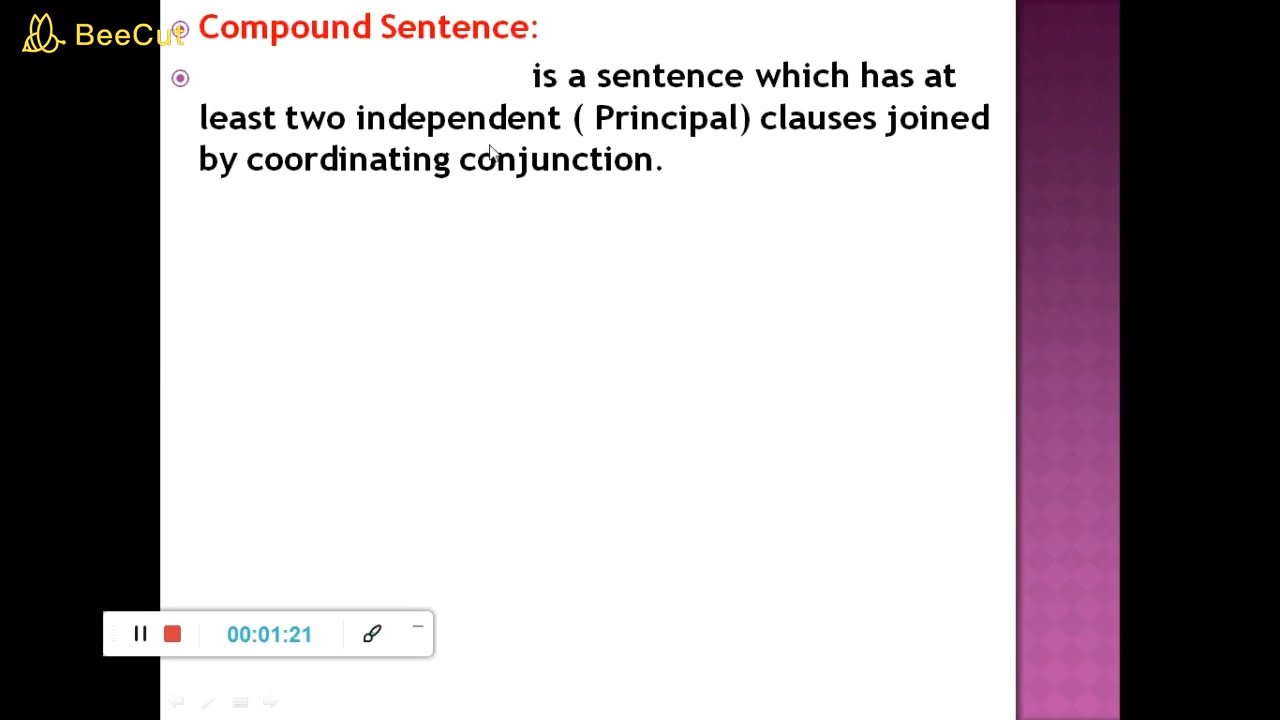 BeeCut
Compound Sentence:
is a sentence which has at
least two independent ( Principal) clauses joined
by coordinating conjunction.
00:01:21